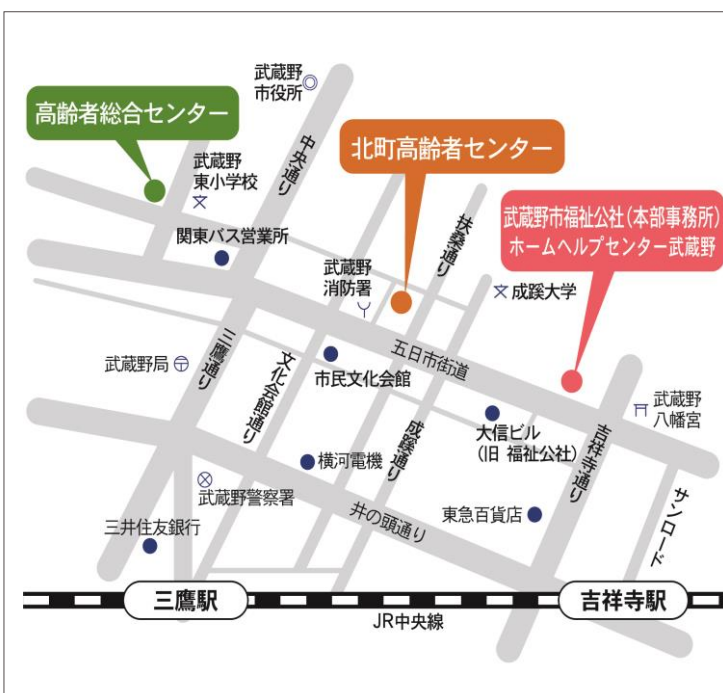 武蔵野
市役所
高齢者総合センター
中央通り
北町高齢者センター
武蔵野
東小学校
扶桑通り
武蔵野市福祉公社(本部事務所)
ホームヘルプセンター武蔵野
関東バス営業所
武蔵野
消防署
成蹊大学
三鷹通り
五日市街道
武蔵野局
文化会館通り
市民文化会館
成蹊通り
大信ビル
(旧 福祉公社)
吉祥寺通り
武蔵野
八幡宮
横河電機
武蔵野警察署
井の頭通り
東急百貨店
サンロード
三井住友銀行
三鷹駅
吉祥寺駅
JR中央線